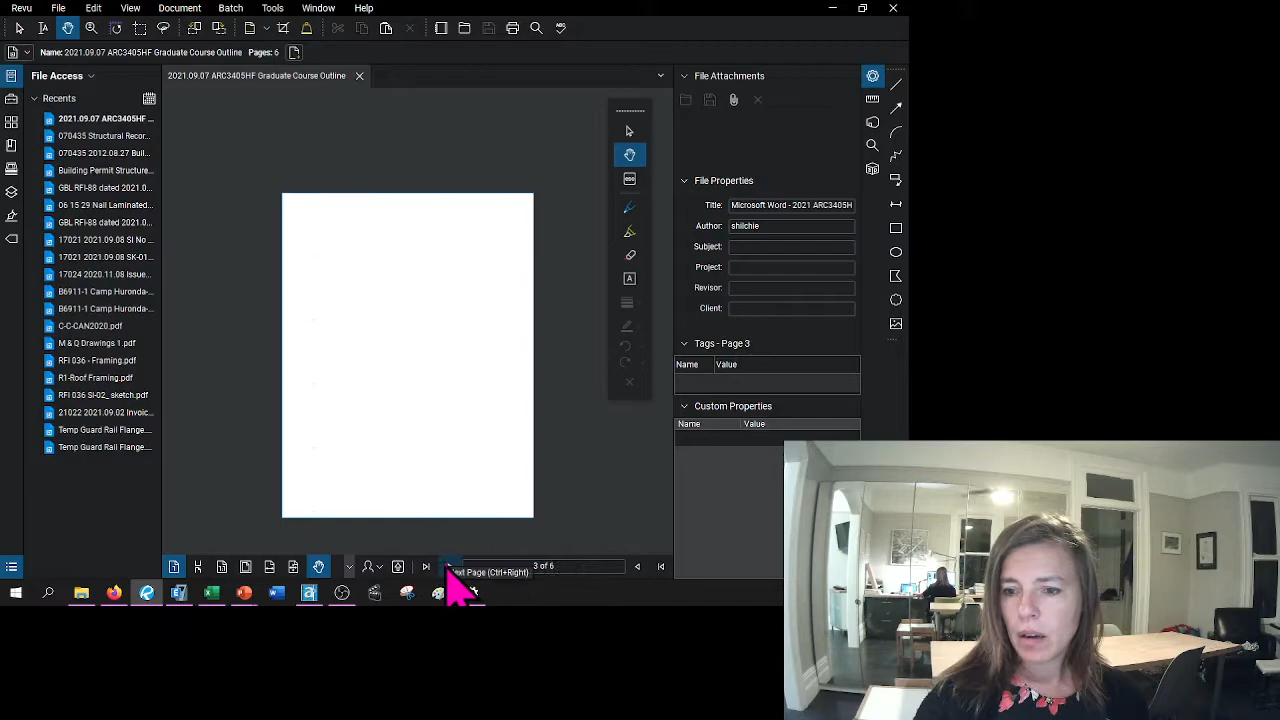 Revu File Edit View Document Batch Tools Window Help
Name: 2021.09.07 ARC3405HF Graduate Course Outline Pages: 6
File Access
2021.09.07 ARC3405HF Graduate Course Outline
Recents
2021.09.07 ARC3405HF ...
070435 Structural Recor...
070435 2012.08.27 Buil...
Building Permit Structure...
GBL RFI-88 dated 2021.0...
06 15 29 Nail Laminated...
GBL RFI-88 dated 2021.0...
17021 2021.09.08 SI No ...
17021 2021.09.08 SK-01...
17024 2020.11.08 Issue...
B6911-1 Camp Huronda-...
B6911-1 Camp Huronda-...
C-C-CAN2020.pdf
M & Q Drawings 1.pdf
RFI 036 - Framing.pdf
R1-Roof Framing.pdf
RFI 036 SI-02_ sketch.pdf
21022 2021.09.02 Invoic...
Temp Guard Rail Flange....
Temp Guard Rail Flange....
File Attachments
File Properties
Title: Microsoft Word - 2021 ARC3405H
Author: shilchie
Subject:
Project:
Revisor:
Client:
Tags - Page 3
Name Value
Custom Properties
Name Value
3 of 6
Page (Ctrl+Right)